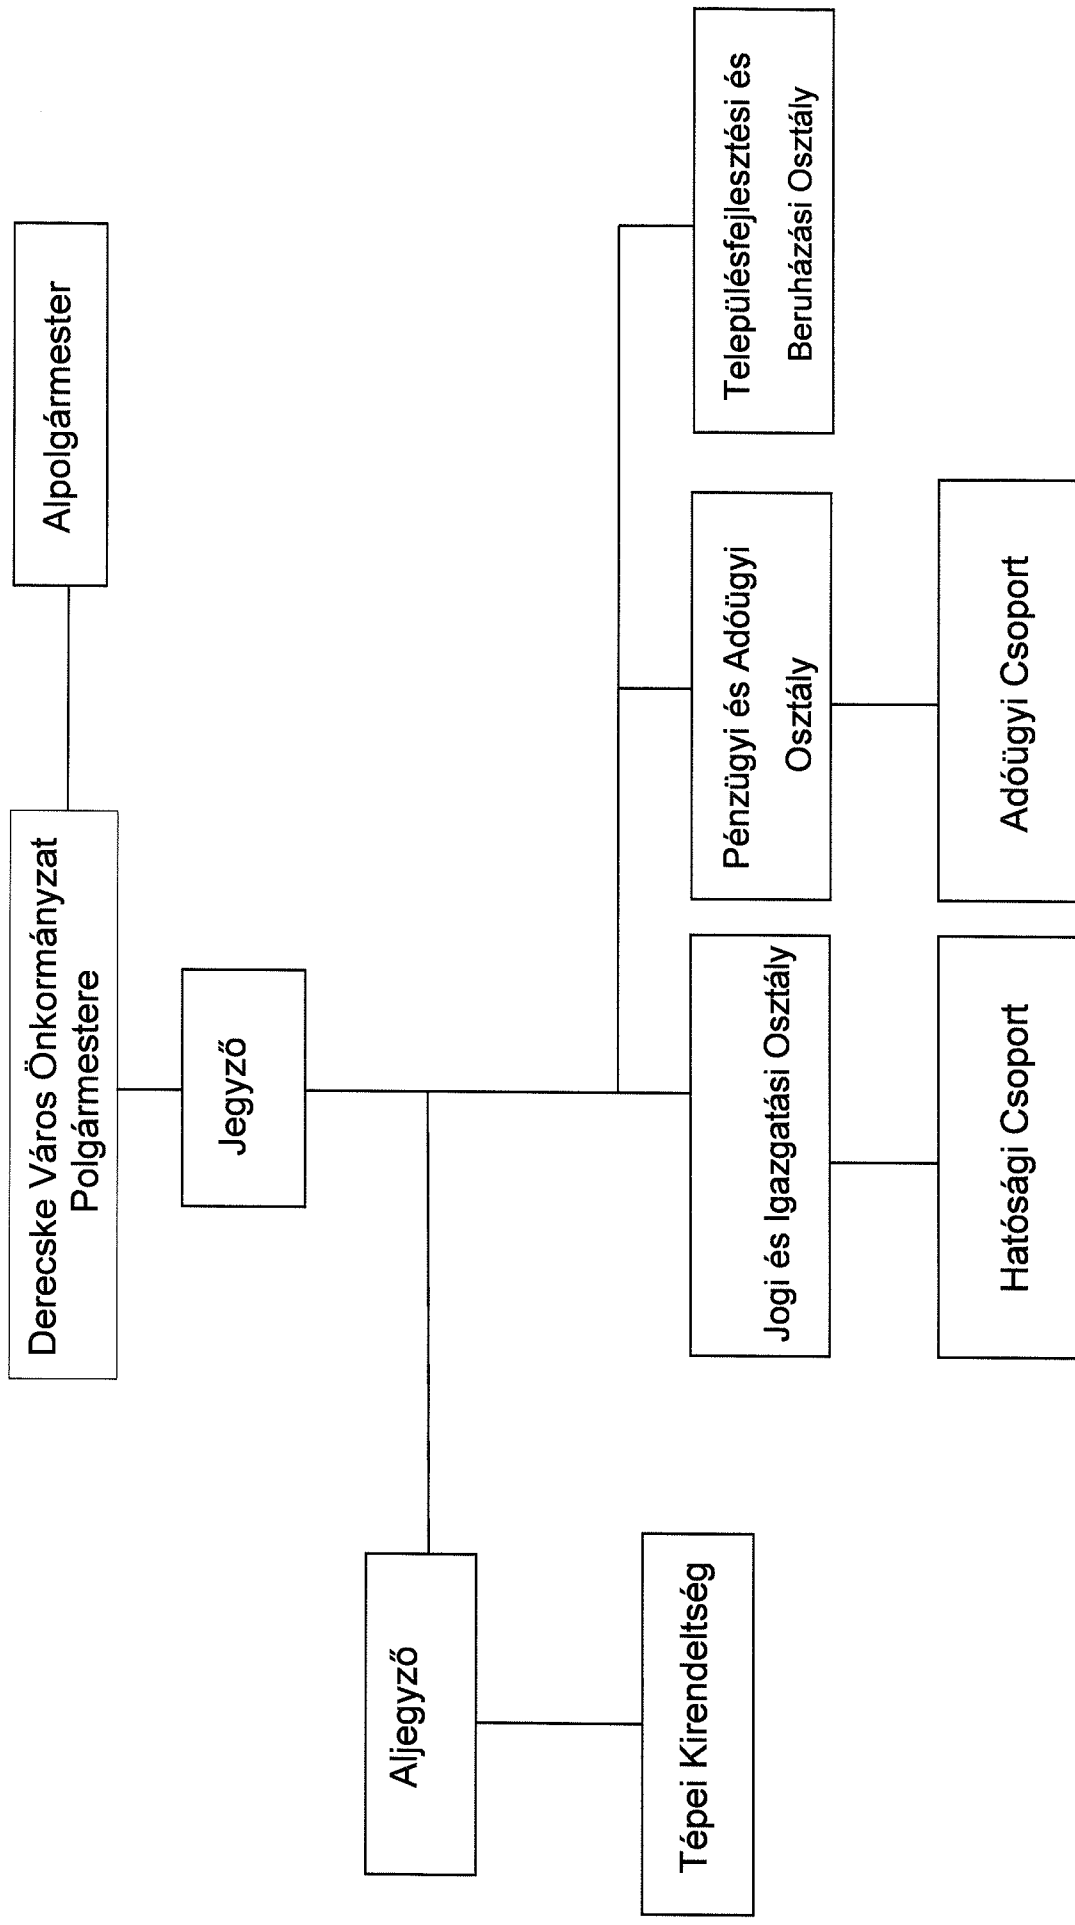 Derecske Város Önkormányzat
Polgármestere
Alpolgármester
Jegyző
Aljegyző
Tépei Kirendeltség
Jogi és Igazgatási Osztály
Pénzügyi és Adóügyi
Osztály
Településfejlesztési és
Beruházási Osztály
Hatósági Csoport
Adóügyi Csoport